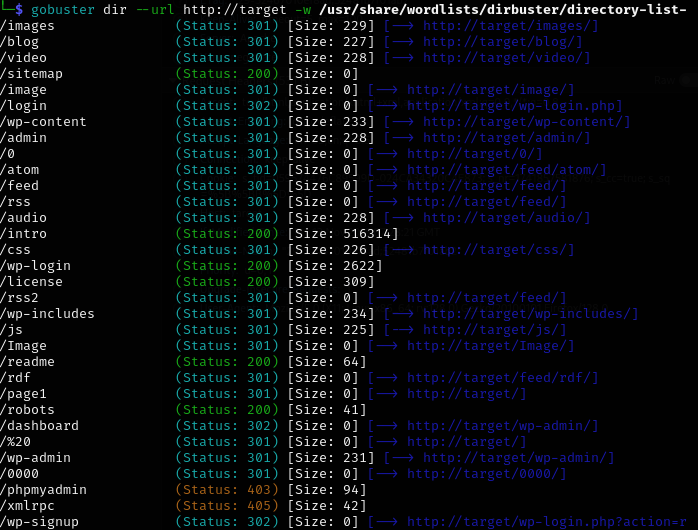 └─$ gobuster dir --url http://target -w /usr/share/wordlists/dirbuster/directory-list-
/images (Status: 301) [Size: 229] [--> http://target/images/]
/blog (Status: 301) [Size: 227] [--> http://target/blog/]
/video (Status: 301) [Size: 228] [--> http://target/video/]
/sitemap (Status: 200) [Size: 0]
/image (Status: 301) [Size: 0] [--> http://target/image/]
/login (Status: 302) [Size: 0] [--> http://target/wp-login.php]
/wp-content (Status: 301) [Size: 233] [--> http://target/wp-content/]
/admin (Status: 301) [Size: 228] [--> http://target/admin/]
/0 (Status: 301) [Size: 0] [--> http://target/0/]
/atom (Status: 301) [Size: 0] [--> http://target/feed/atom/]
/feed (Status: 301) [Size: 0] [--> http://target/feed/]
/rss (Status: 301) [Size: 0] [--> http://target/feed/]
/audio (Status: 301) [Size: 228] [--> http://target/audio/]
/intro (Status: 200) [Size: 516314]
/css (Status: 301) [Size: 226] [--> http://target/css/]
/wp-login (Status: 200) [Size: 2622]
/license (Status: 200) [Size: 309]
/rss2 (Status: 301) [Size: 0] [--> http://target/feed/]
/wp-includes (Status: 301) [Size: 234] [--> http://target/wp-includes/]
/js (Status: 301) [Size: 225] [--> http://target/js/]
/Image (Status: 301) [Size: 0] [--> http://target/Image/]
/readme (Status: 200) [Size: 64]
/rdf (Status: 301) [Size: 0] [--> http://target/feed/rdf/]
/page1 (Status: 301) [Size: 0] [--> http://target/]
/robots (Status: 200) [Size: 41]
/dashboard (Status: 302) [Size: 0] [--> http://target/wp-admin/]
/%20 (Status: 301) [Size: 0] [--> http://target/]
/wp-admin (Status: 301) [Size: 231] [--> http://target/wp-admin/]
/0000 (Status: 301) [Size: 0] [--> http://target/0000/]
/phpmyadmin (Status: 403) [Size: 94]
/xmlrpc (Status: 405) [Size: 42]
/wp-signup (Status: 302) [Size: 0] [--> http://target/wp-login.php?action=r